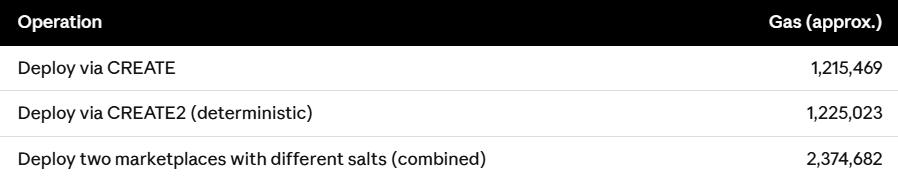 Operation Gas (approx.)
Deploy via CREATE 1,215,469
Deploy via CREATE2 (deterministic) 1,225,023
Deploy two marketplaces with different salts (combined) 2,374,682